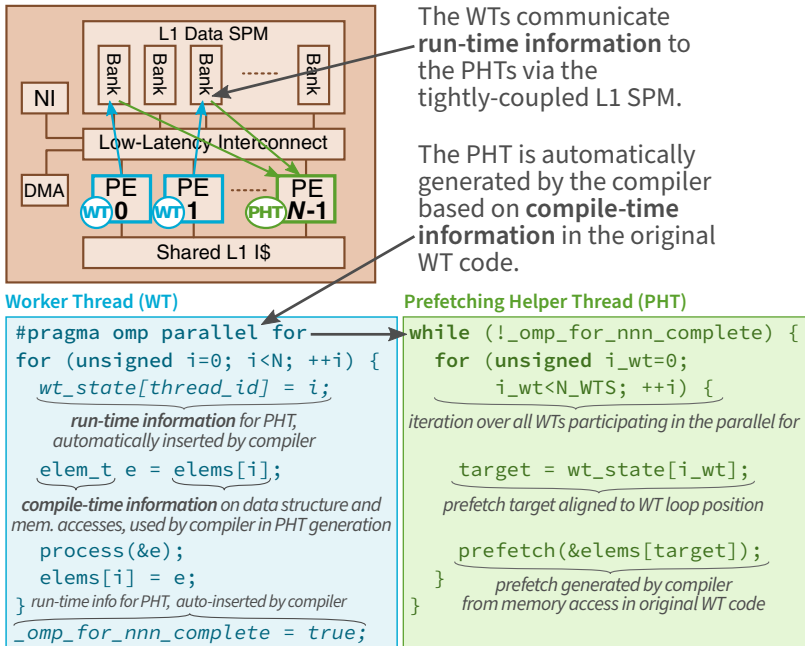 L1 Data SPM
Bank
Bank
Bank
Bank
NI
Low-Latency Interconnect
DMA
PE
0
WT
PE
1
WT
PE
N-1
PHT
Shared L1 I$
The WTs communicate
run-time information to
the PHTs via the
tightly-coupled L1 SPM.
The PHT is automatically
generated by the compiler
based on compile-time
information in the original
WT code.
Worker Thread (WT)
#pragma omp parallel for
for (unsigned i=0; i<N; ++i) {
wt_state[thread_id] = i;
run-time information for PHT,
automatically inserted by compiler
elem_t e = elems[i];
compile-time information on data structure and
mem. accesses, used by compiler in PHT generation
process(&e);
elems[i] = e;
} run-time info for PHT, auto-inserted by compiler
_omp_for_nnn_complete = true;
Prefetching Helper Thread (PHT)
while (!_omp_for_nnn_complete) {
for (unsigned i_wt=0;
i_wt<N_WTS; ++i) {
iteration over all WTs participating in the parallel for
target = wt_state[i_wt];
prefetch target aligned to WT loop position
prefetch(&elems[target]);
} prefetch generated by compiler
} from memory access in original WT code